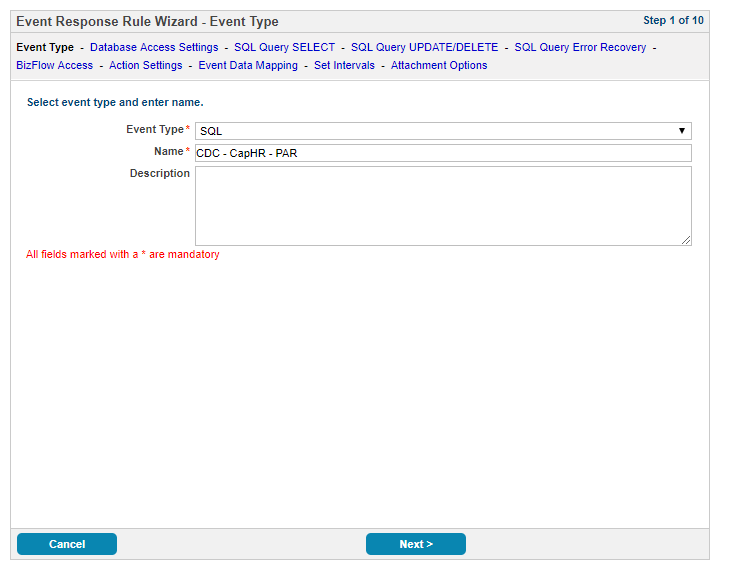 Event Response Rule Wizard - Event Type Step 1 of 10
Event Type - Database Access Settings - SQL Query SELECT - SQL Query UPDATE/DELETE - SQL Query Error Recovery -
BizFlow Access - Action Settings - Event Data Mapping - Set Intervals - Attachment Options
Select event type and enter name.
Event Type* SQL
Name* CDC - CapHR - PAR
Description
All fields marked with a * are mandatory
Cancel Next >